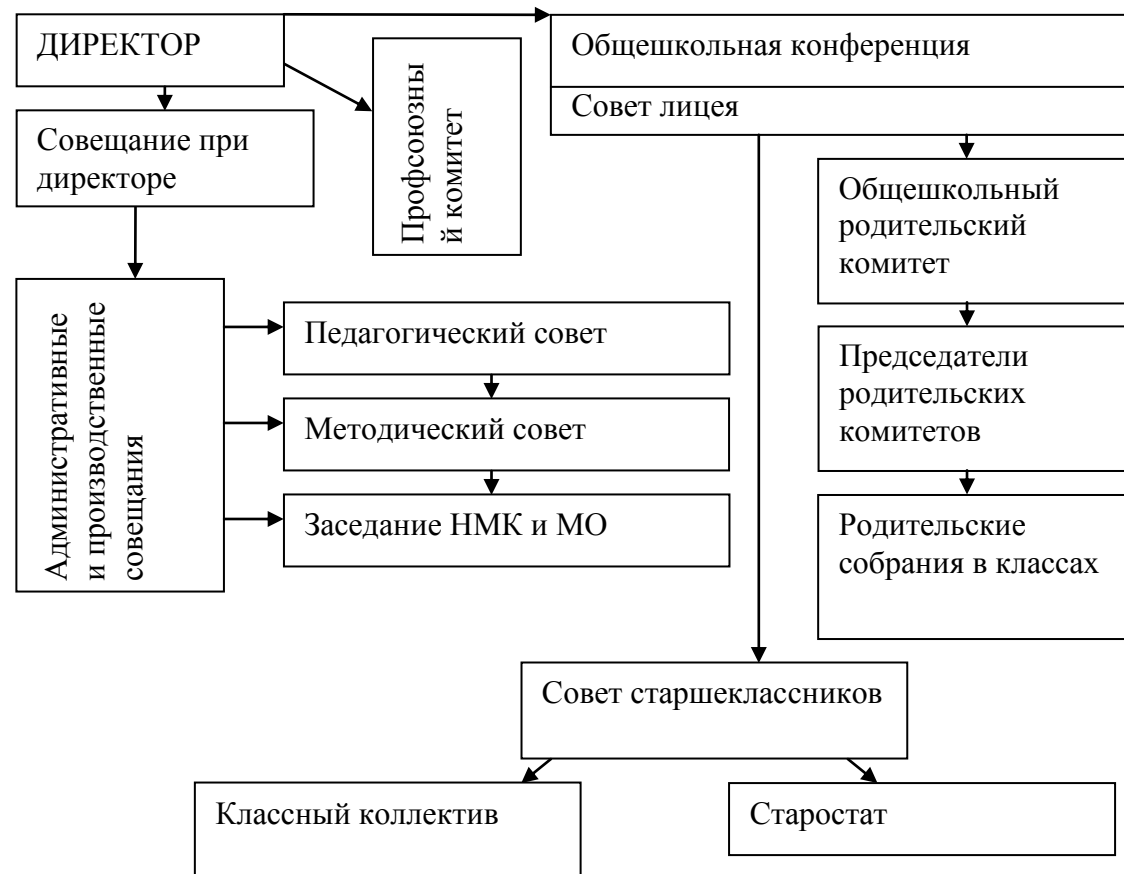 ДИРЕКТОР
Общешкольная конференция
Совет лицея
Совещание при
директоре
Профсоюзны
й комитет
Общешкольный
родительский
комитет
Административные
и производственные
совещания
Педагогический совет
Методический совет
Заседание НМК и МО
Председатели
родительских
комитетов
Родительские
собрания в классах
Совет старшеклассников
Классный коллектив
Старостат